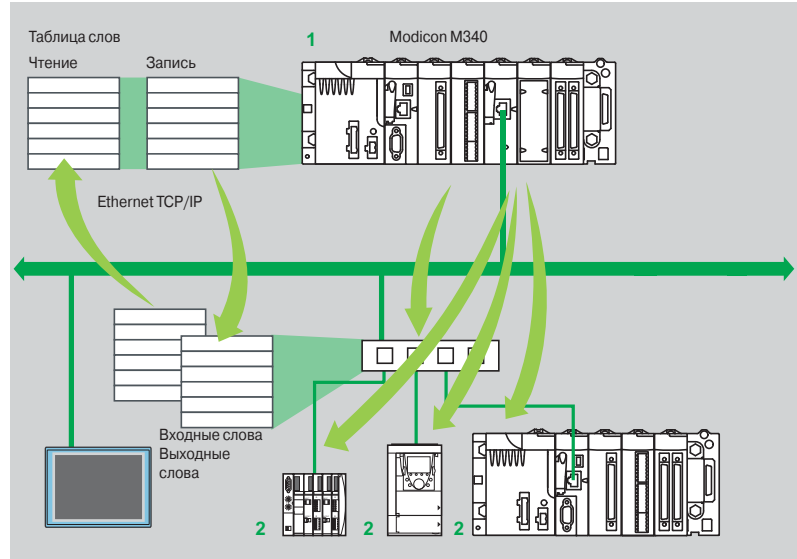 Таблица слов
1
Modicon M340
Чтение
Запись
Ethernet TCP/IP
Входные слова
Выходные
слова
2
2
2